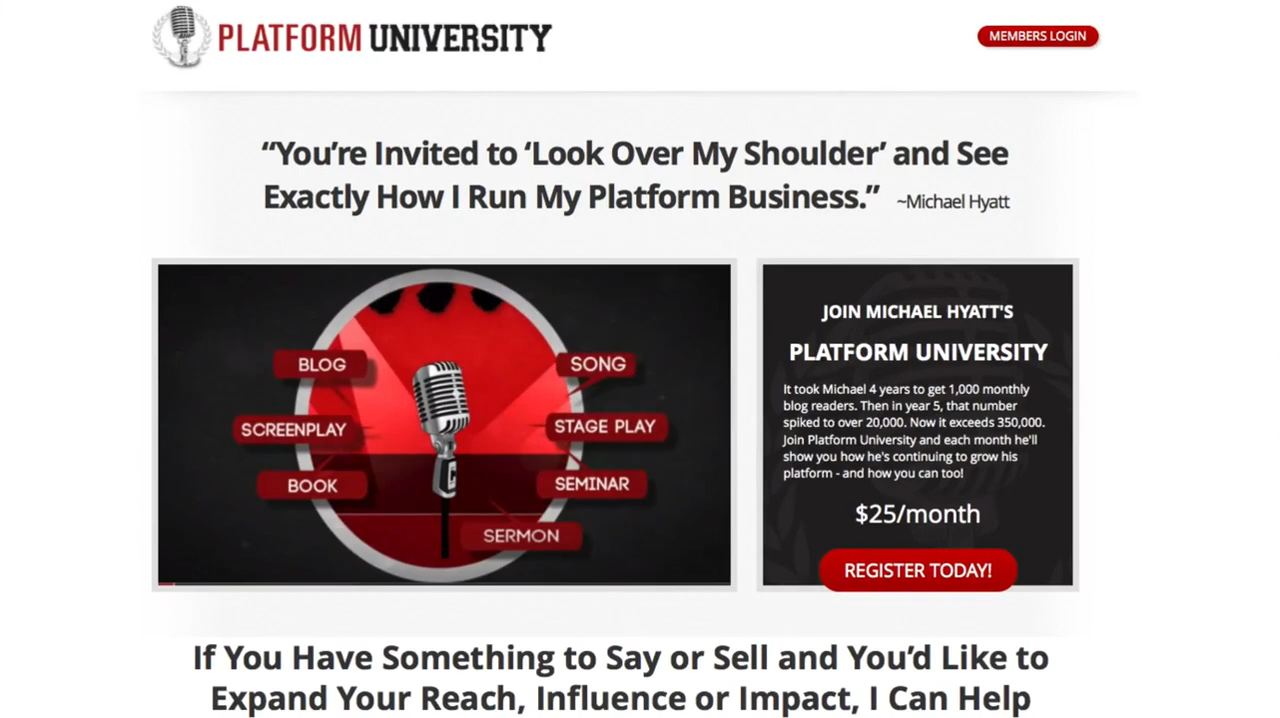 PLATFORM UNIVERSITY
MEMBERS LOGIN
“You’re Invited to ‘Look Over My Shoulder’ and See
Exactly How I Run My Platform Business.” ~Michael Hyatt
BLOG
SCREENPLAY
BOOK
SONG
STAGE PLAY
SEMINAR
SERMON
JOIN MICHAEL HYATT'S
PLATFORM UNIVERSITY
It took Michael 4 years to get 1,000 monthly
blog readers. Then in year 5, that number
spiked to over 20,000. Now it exceeds 350,000.
Join Platform University and each month he'll
show you how he's continuing to grow his
platform - and how you can too!
$25/month
REGISTER TODAY!
If You Have Something to Say or Sell and You’d Like to
Expand Your Reach, Influence or Impact, I Can Help